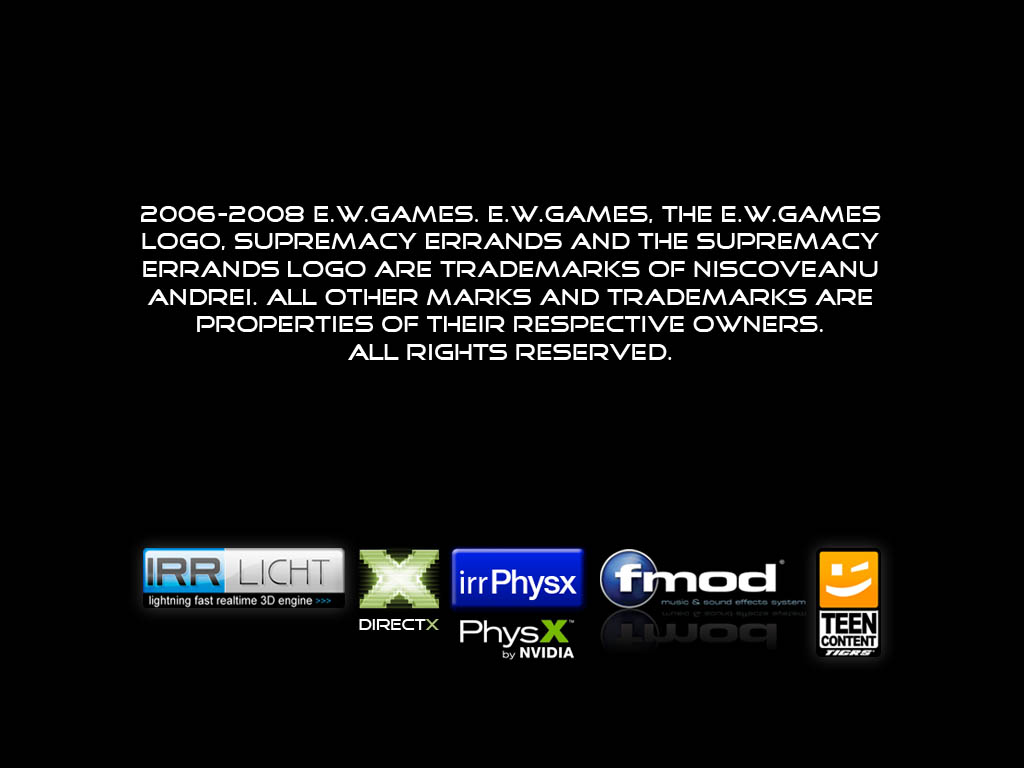 2006-2008 E.W.GAMES. E.W.GAMES, THE E.W.GAMES
LOGO, SUPREMACY ERRANDS AND THE SUPREMACY
ERRANDS LOGO ARE TRADEMARKS OF NISCOVEANU
ANDREI. ALL OTHER MARKS AND TRADEMARKS ARE
PROPERTIES OF THEIR RESPECTIVE OWNERS.
ALL RIGHTS RESERVED.
IRR LICHT
lightning fast realtime 3D engine >>>
DIRECTX
irrPhysx
PhysX™
by NVIDIA
fmod®
music & sound effects system
TEEN
CONTENT
TIGRS®